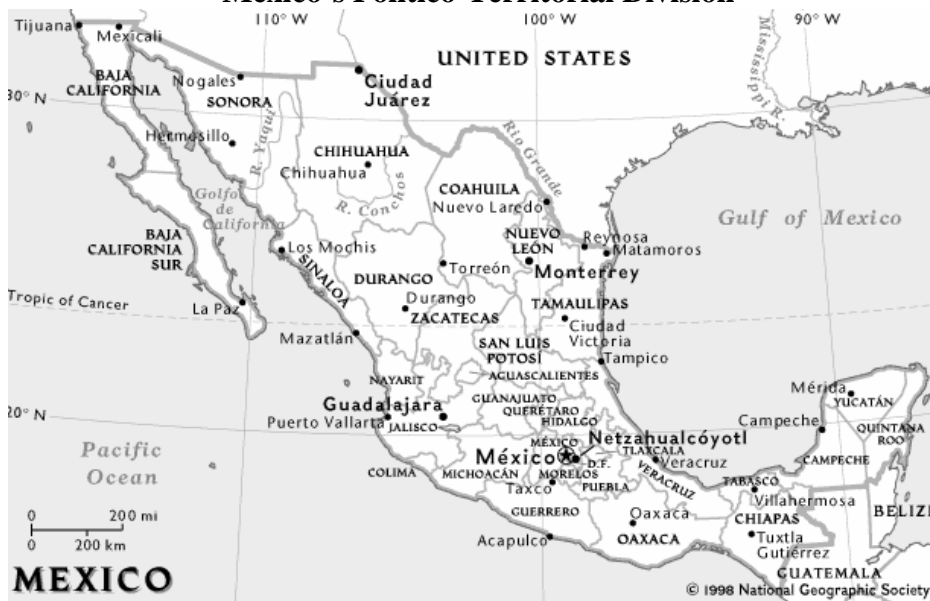 Mexico's Politico-Territorial Division
110° W
100° W
90° W
Tijuana
Mexicali
UNITED STATES
Mississippi R.
BAJA
CALIFORNIA
Nogales
SONORA
Ciudad
Juárez
30° N
Hermosillo
R. Yaqui
CHIHUAHUA
Chihuahua
R. Conchos
Rio Grande
COAHUILA
Nuevo Laredo
Golfo
de
California
Gulf of Mexico
BAJA
CALIFORNIA
SUR
Los Mochis
SINALOA
NUEVO
LEÓN
Reynosa
Matamoros
DURANGO
Torreón
Monterrey
Tropic of Cancer
La Paz
Durango
ZACATECAS
TAMAULIPAS
Ciudad
Victoria
Mazatlán
SAN LUIS
POTOSÍ
Tampico
AGUASCALIENTES
NAYARIT
Mérida
YUCATÁN
20° N
Guadalajara
GUANAJUATO
QUERÉTARO
HIDALGO
Puerto Vallarta
JALISCO
Campeche
QUINTANA
ROO
Pacific
Ocean
MÉXICO
Netzahualcóyotl
México
D.F.
TLAXCALA
Veracruz
VERACRUZ
CAMPECHE
COLIMA
MICHOACÁN
MORELOS
PUEBLA
Taxco
TABASCO
Villahermosa
0 200 mi
0 200 km
GUERRERO
Oaxaca
OAXACA
CHIAPAS
Tuxtla
Gutiérrez
BELIZ
Acapulco
MEXICO
GUATEMALA
© 1998 National Geographic Society